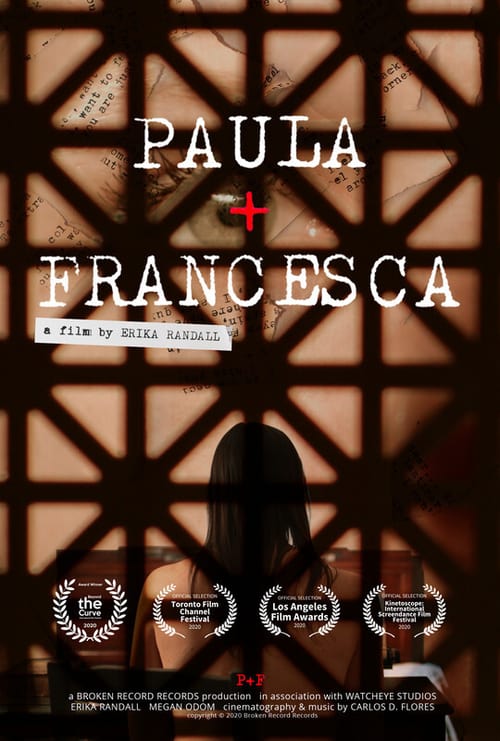 PAULA
+
FRANCESCA
a film by ERIKA RANDALL
Award Winner
Beyond
the
Curve
2020
OFFICIAL SELECTION
Toronto Film
Channel
Festival
2020
OFFICIAL SELECTION
Los Angeles
Film Awards
2020
OFFICIAL SELECTION
Kinetoscope:
International
Screendance Film
Festival
2020
P+F
a BROKEN RECORD RECORDS production in association with WATCHEYE STUDIOS
ERIKA RANDALL MEGAN ODOM cinematography & music by CARLOS D. FLORES
copyright © 2020 Broken Record Records